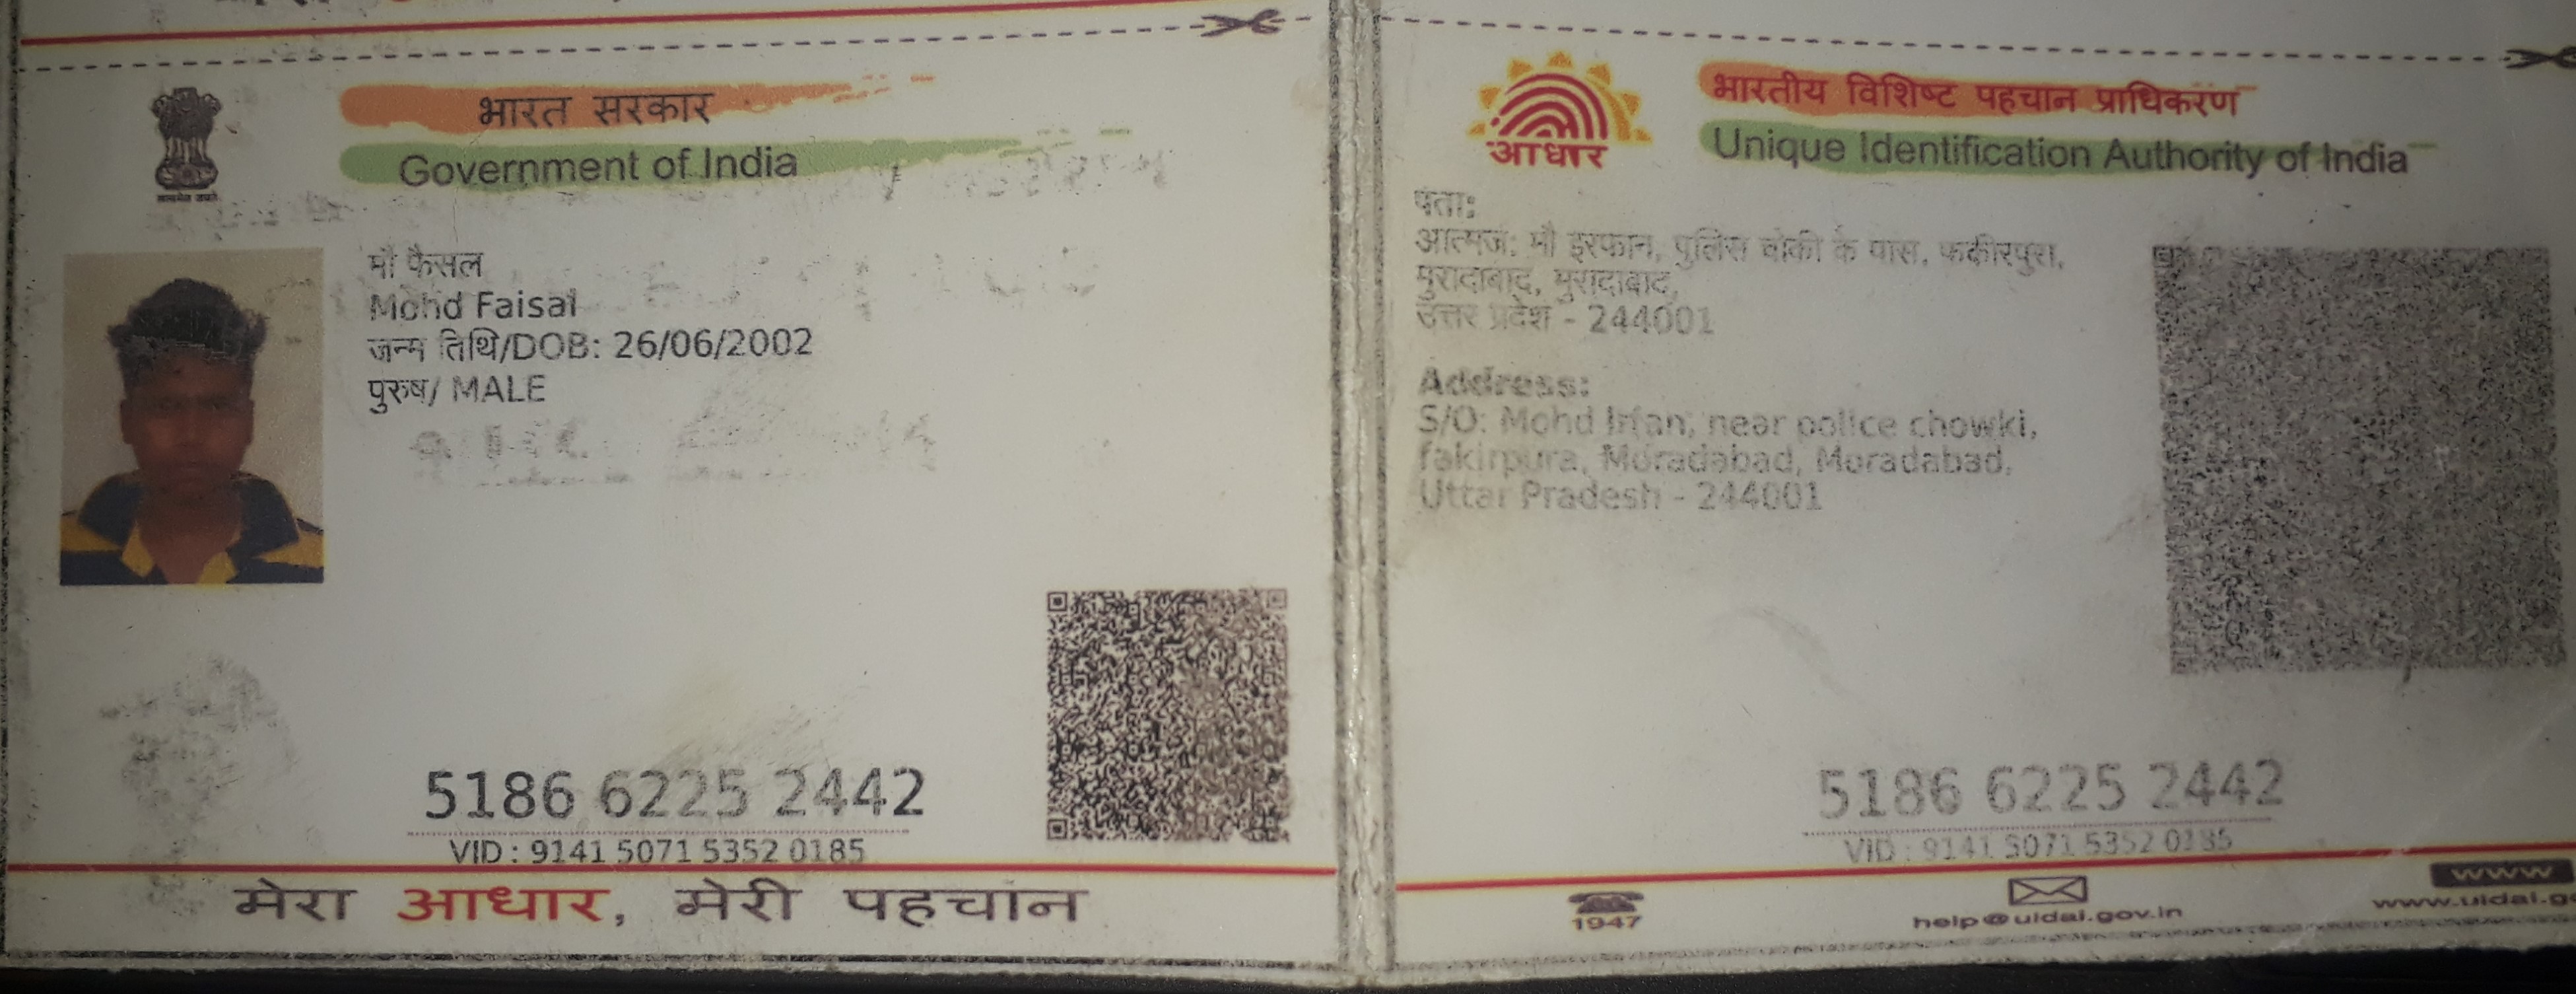 भारत सरकार
Government of India
मौ फैसल
Mohd Faisal
जन्म तिथि/DOB: 26/06/2002
पुरुष/ MALE
5186 6225 2442
VID : 9141 5071 5352 0185
मेरा आधार, मेरी पहचान
आधार
भारतीय विशिष्ट पहचान प्राधिकरण
Unique Identification Authority of India
पता:
आत्मज: मौ इरफान, पुलिस चोकी के पास, फकीरपुरा,
मुरादाबाद, मुरादाबाद,
उत्तर प्रदेश - 244001
Address:
S/O: Mohd Irfan, near police chowki,
fakirpura, Moradabad, Moradabad,
Uttar Pradesh - 244001
5186 6225 2442
VID : 9141 5071 5352 0185
1947
help@uidai.gov.in
www